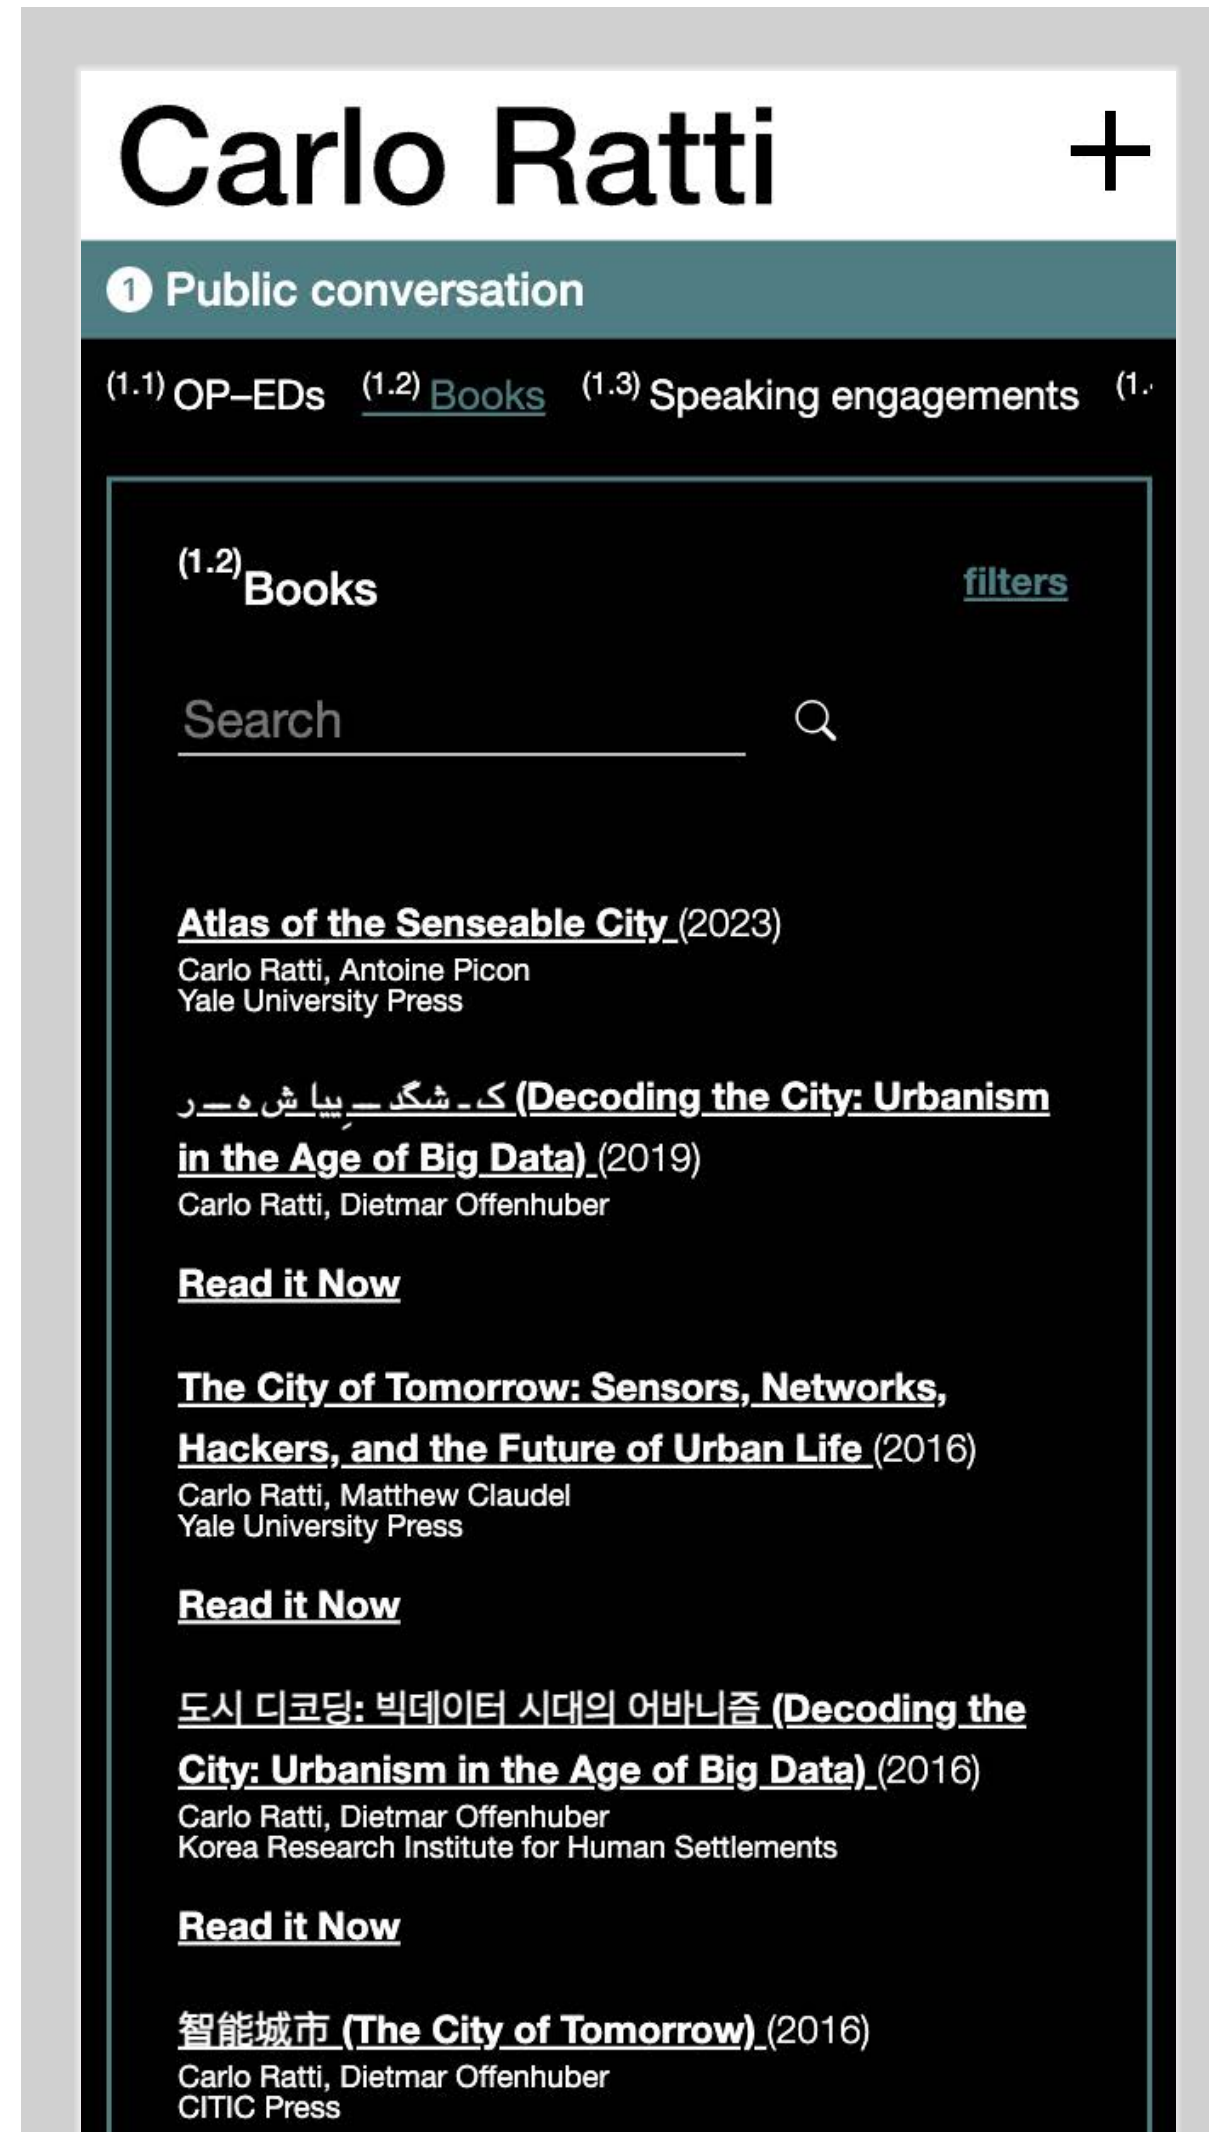 Carlo Ratti
1 Public conversation
(1.1) OP–EDs (1.2) Books (1.3) Speaking engagements (1.
(1.2) Books
filters
Search
Atlas of the Senseable City (2023)
Carlo Ratti, Antoine Picon
Yale University Press
(Decoding the City: Urbanism
in the Age of Big Data) (2019)
Carlo Ratti, Dietmar Offenhuber
Read it Now
The City of Tomorrow: Sensors, Networks,
Hackers, and the Future of Urban Life (2016)
Carlo Ratti, Matthew Claudel
Yale University Press
Read it Now
도시 디코딩: 빅데이터 시대의 어바니즘 (Decoding the
City: Urbanism in the Age of Big Data) (2016)
Carlo Ratti, Dietmar Offenhuber
Korea Research Institute for Human Settlements
Read it Now
智能城市 (The City of Tomorrow) (2016)
Carlo Ratti, Dietmar Offenhuber
CITIC Press